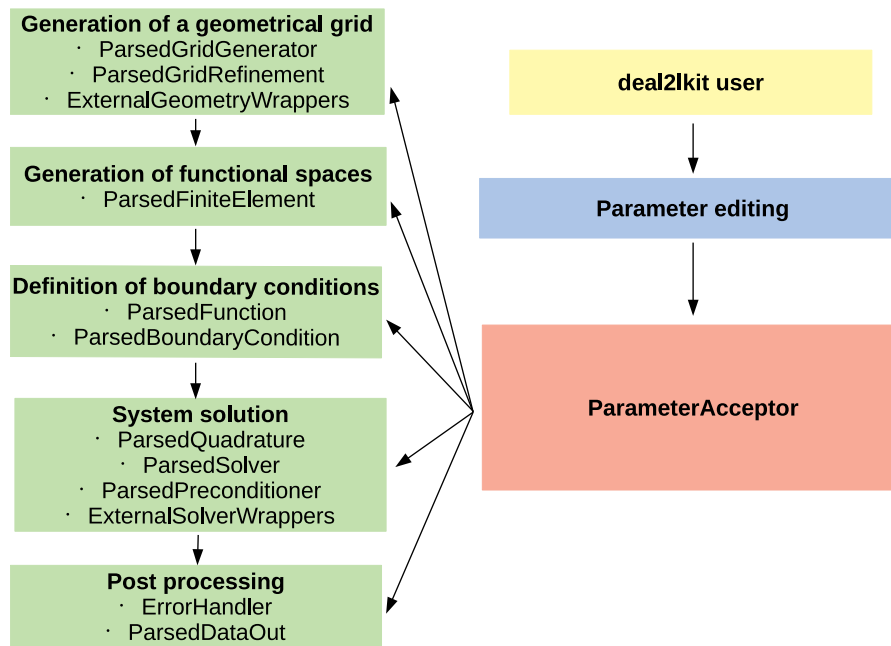 Generation of a geometrical grid
· ParsedGridGenerator
· ParsedGridRefinement
· ExternalGeometryWrappers
Generation of functional spaces
· ParsedFiniteElement
Definition of boundary conditions
· ParsedFunction
· ParsedBoundaryCondition
System solution
· ParsedQuadrature
· ParsedSolver
· ParsedPreconditioner
· ExternalSolverWrappers
Post processing
· ErrorHandler
· ParsedDataOut
deal2lkit user
Parameter editing
ParameterAcceptor